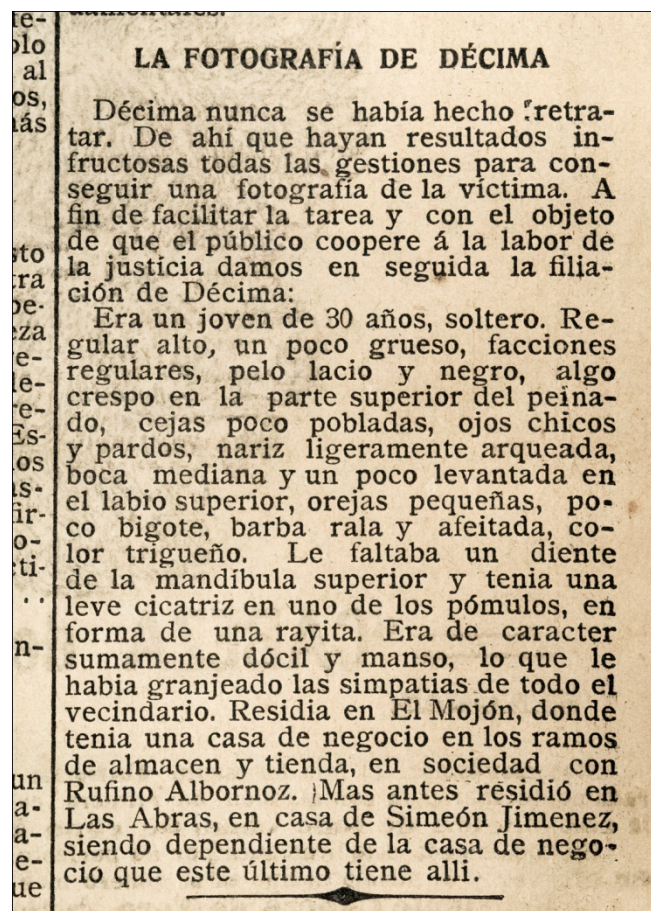 LA FOTOGRAFÍA DE DÉCIMA
Décima nunca se había hecho retra-
tar. De ahí que hayan resultados in-
fructosas todas las gestiones para con-
seguir una fotografía de la víctima. A
fin de facilitar la tarea y con el objeto
de que el público coopere á la labor de
la justicia damos en seguida la filia-
ción de Décima:
Era un joven de 30 años, soltero. Re-
gular alto, un poco grueso, facciones
regulares, pelo lacio y negro, algo
crespo en la parte superior del peina-
do, cejas poco pobladas, ojos chicos
y pardos, nariz ligeramente arqueada,
boca mediana y un poco levantada en
el labio superior, orejas pequeñas, po-
co bigote, barba rala y afeitada, co-
lor trigueño. Le faltaba un diente
de la mandíbula superior y tenia una
leve cicatriz en uno de los pómulos, en
forma de una rayita. Era de caracter
sumamente dócil y manso, lo que le
habia granjeado las simpatias de todo el
vecindario. Residia en El Mojón, donde
tenia una casa de negocio en los ramos
de almacen y tienda, en sociedad con
Rufino Albornoz. Mas antes residió en
Las Abras, en casa de Simeón Jimenez,
siendo dependiente de la casa de nego-
cio que este último tiene alli.